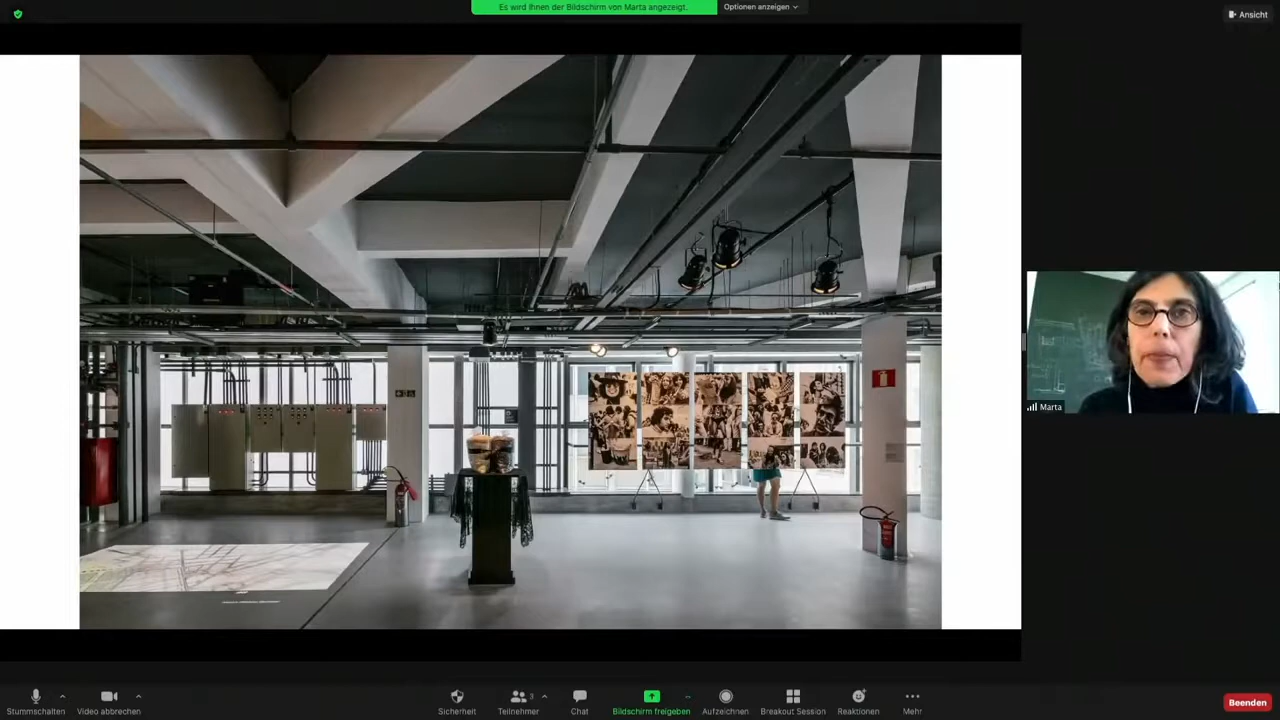 Es wird Ihnen der Bildschirm von Marta angezeigt.
Optionen anzeigen
Ansicht
Marta
Stummschalten
Video abbrechen
Sicherheit
Teilnehmer
3
Chat
Bildschirm freigeben
Aufzeichnen
Breakout Session
Reaktionen
Mehr
Beenden